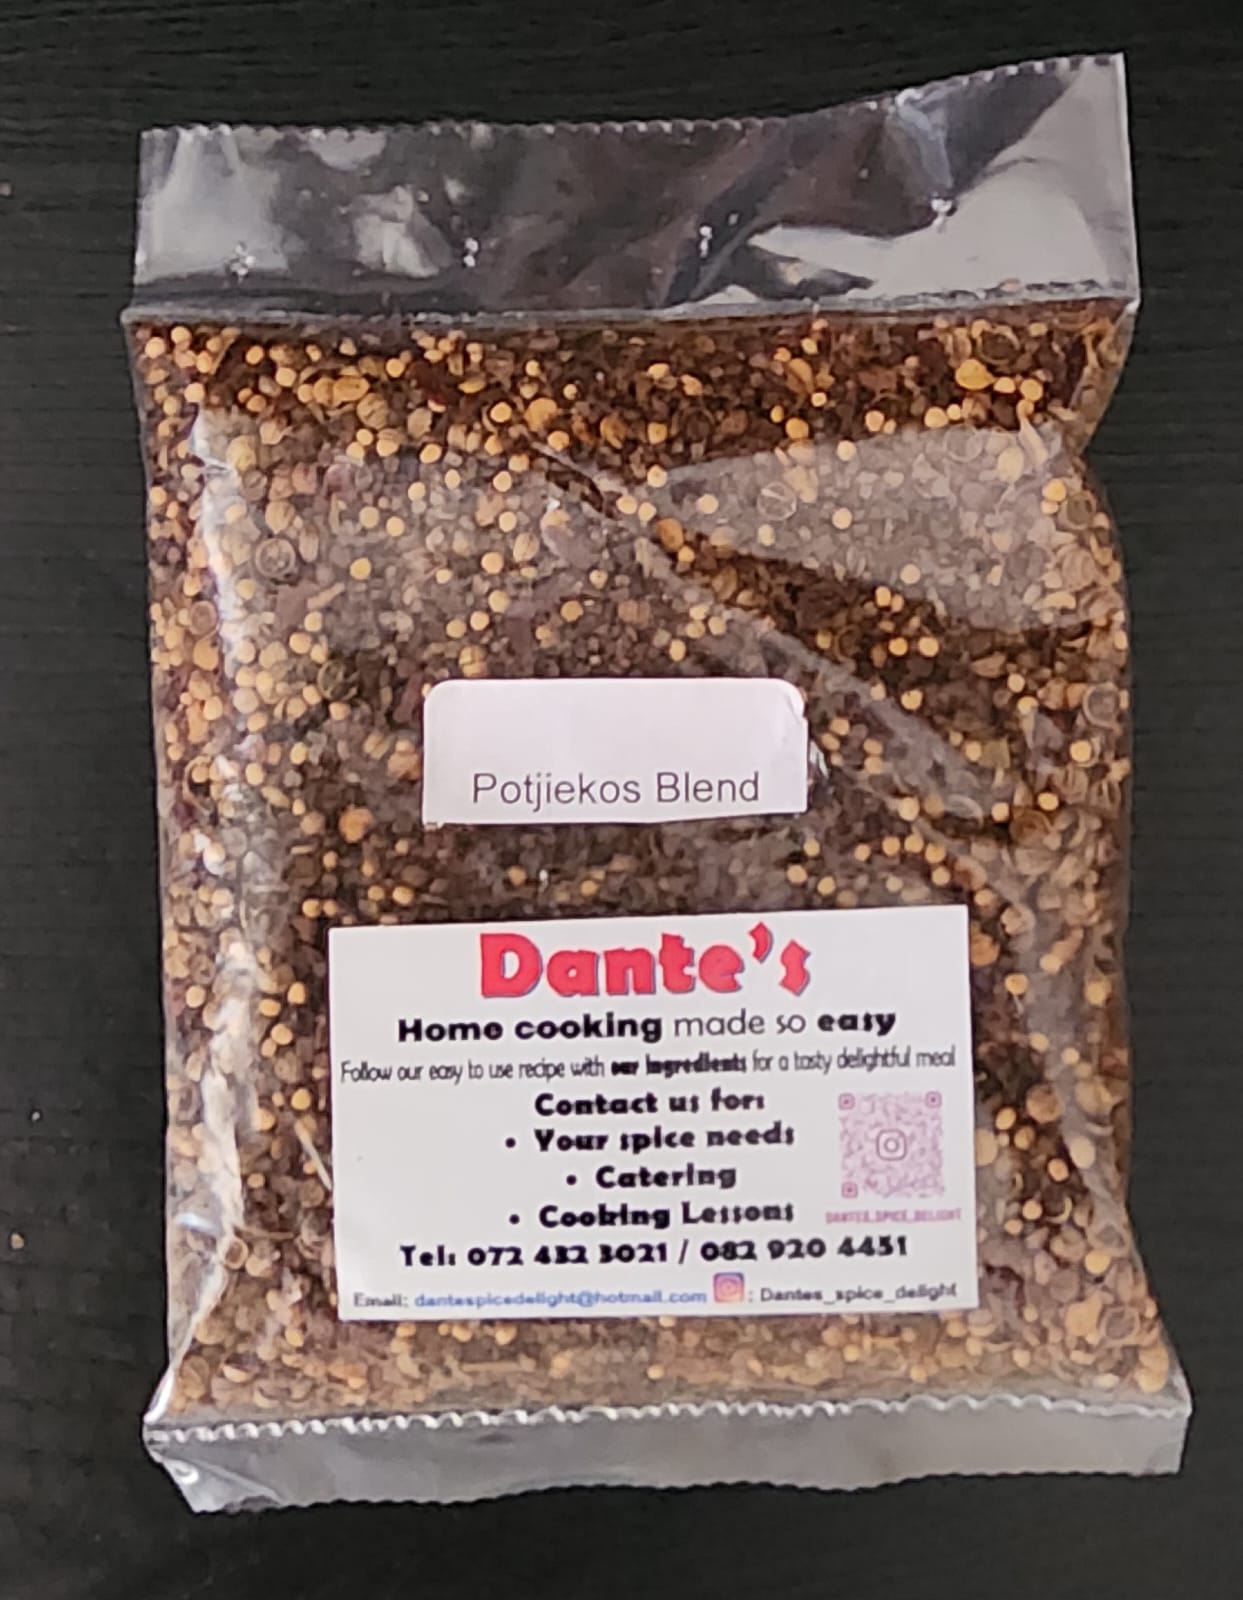 Potjiekos Blend
Dante's
Home cooking made so easy
Follow our easy to use recipe with our Ingredients for a tasty delightful meal
Contact us for:
• Your spice needs
• Catering
• Cooking Lessons
DANTES_SPICE_DELIGHT
Tel: 072 432 3021 / 082 920 4451
Email: dantespicedelight@hotmail.com : Dantes_spice_delight